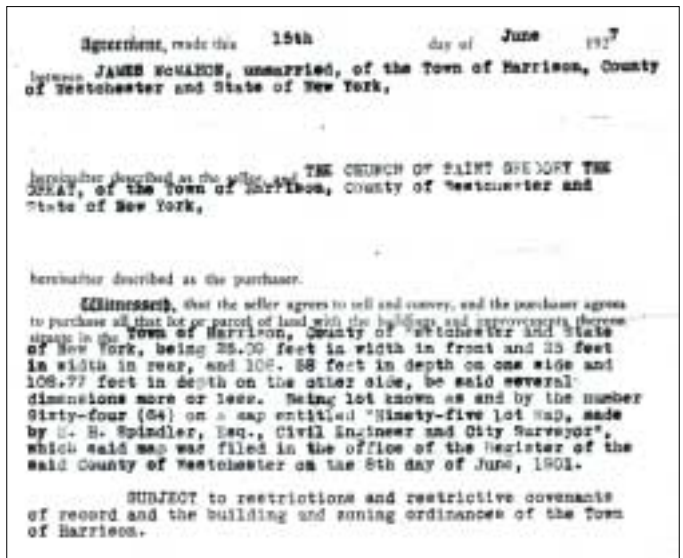 Agreement, made this 15th day of June 1927
between JAMES McMAHON, unmarried, of the Town of Harrison, County
of Westchester and State of New York,
hereinafter described as the seller, and THE CHURCH OF SAINT GREGORY THE
GREAT, of the Town of Harrison, County of Westchester and
State of New York,
hereinafter described as the purchaser.
Witnesseth, that the seller agrees to sell and convey, and the purchaser agrees
to purchase all that lot or parcel of land with the buildings and improvements thereon
situate in the Town of Harrison, County of Westchester and State
of New York, being 25.00 feet in width in front and 25 feet
in width in rear, and 108. 58 feet in depth on one side and
108.77 feet in depth on the other side, be said several
dimensions more or less. Being lot known as and by the number
Sixty-four (64) on a map entitled "Ninety-five Lot Map, made
by H. Spindler, Esq., Civil Engineer and City Surveyor",
which said map was filed in the office of the Register of the
said County of Westchester on the 8th day of June, 1901.
SUBJECT to restrictions and restrictive covenants
of record and the building and zoning ordinances of the Town
of Harrison.